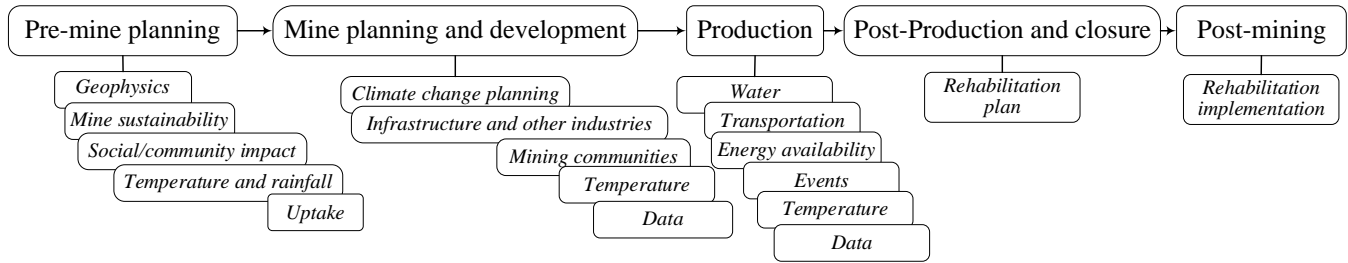 Pre-mine planning
Mine planning and development
Production
Post-Production and closure
Post-mining
Geophysics
Mine sustainability
Social/community impact
Temperature and rainfall
Uptake
Climate change planning
Infrastructure and other industries
Mining communities
Temperature
Data
Water
Transportation
Energy availability
Events
Temperature
Data
Rehabilitation
plan
Rehabilitation
implementation